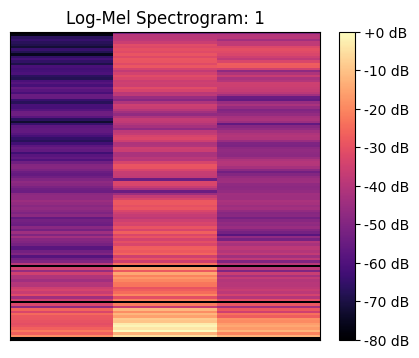 Log-Mel Spectrogram: 1
+0 dB
-10 dB
-20 dB
-30 dB
-40 dB
-50 dB
-60 dB
-70 dB
-80 dB